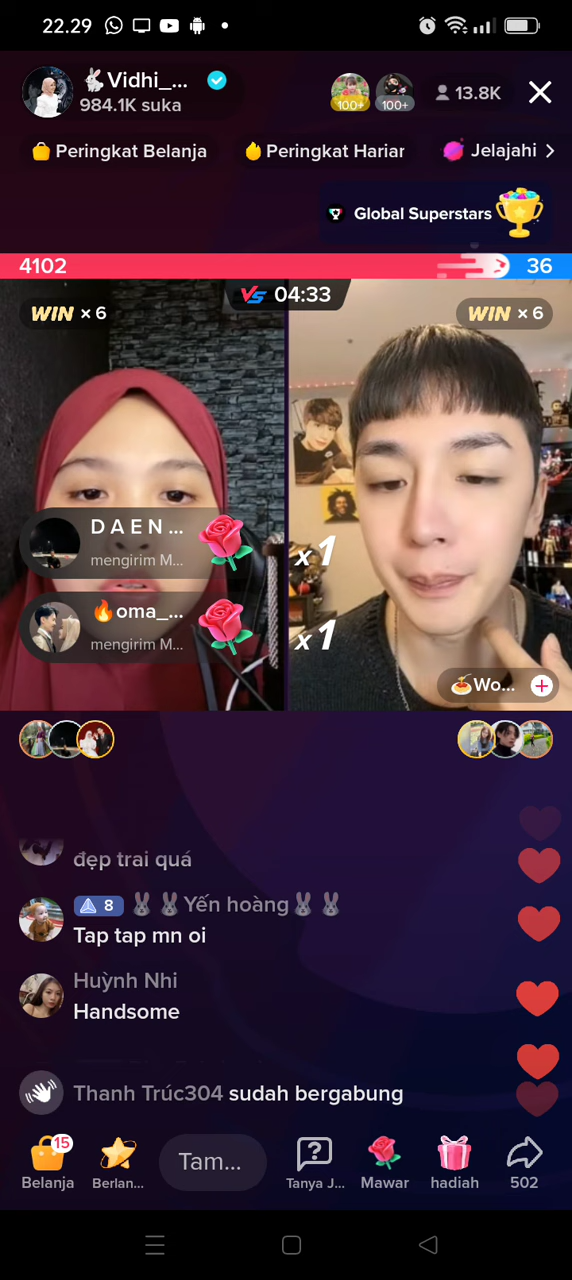 22.29
🐇Vidhi_...
984.1K suka
100+
100+
13.8K
Peringkat Belanja
Peringkat Harian
Jelajahi >
Global Superstars
4102
36
VS 04:33
WIN × 6
WIN × 6
D A E N ...
mengirim M...
x1
🔥oma_...
mengirim M...
x1
🍝Wo...
đẹp trai quá
8 🐰🐰Yến hoàng🐰🐰
Tap tap mn oi
Huỳnh Nhi
Handsome
Thanh Trúc304 sudah bergabung
15
Tam...
Belanja
Berlan...
Tanya J...
Mawar
hadiah
502